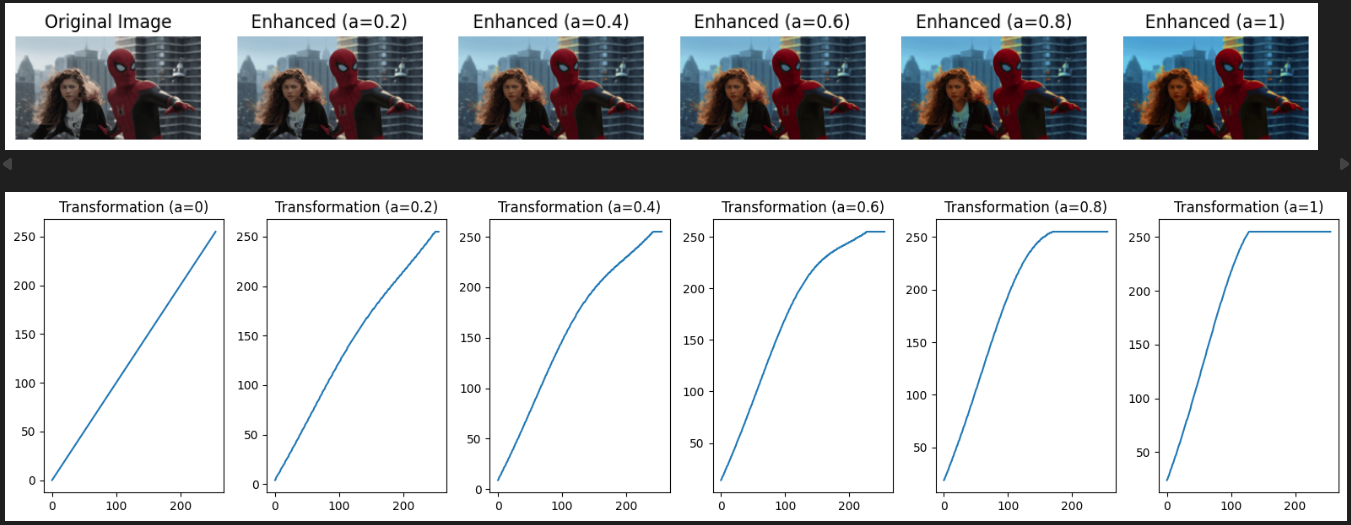 Original Image Enhanced (a=0.2) Enhanced (a=0.4) Enhanced (a=0.6) Enhanced (a=0.8) Enhanced (a=1)
Transformation (a=0) Transformation (a=0.2) Transformation (a=0.4) Transformation (a=0.6) Transformation (a=0.8) Transformation (a=1)
250 250 250 250 250 250
200 200 200 200 200 200
150 150 150 150 150 150
100 100 100 100 100 100
50 50 50 50 50 50
0 0 0
0 100 200 0 100 200 0 100 200 0 100 200 0 100 200 0 100 200